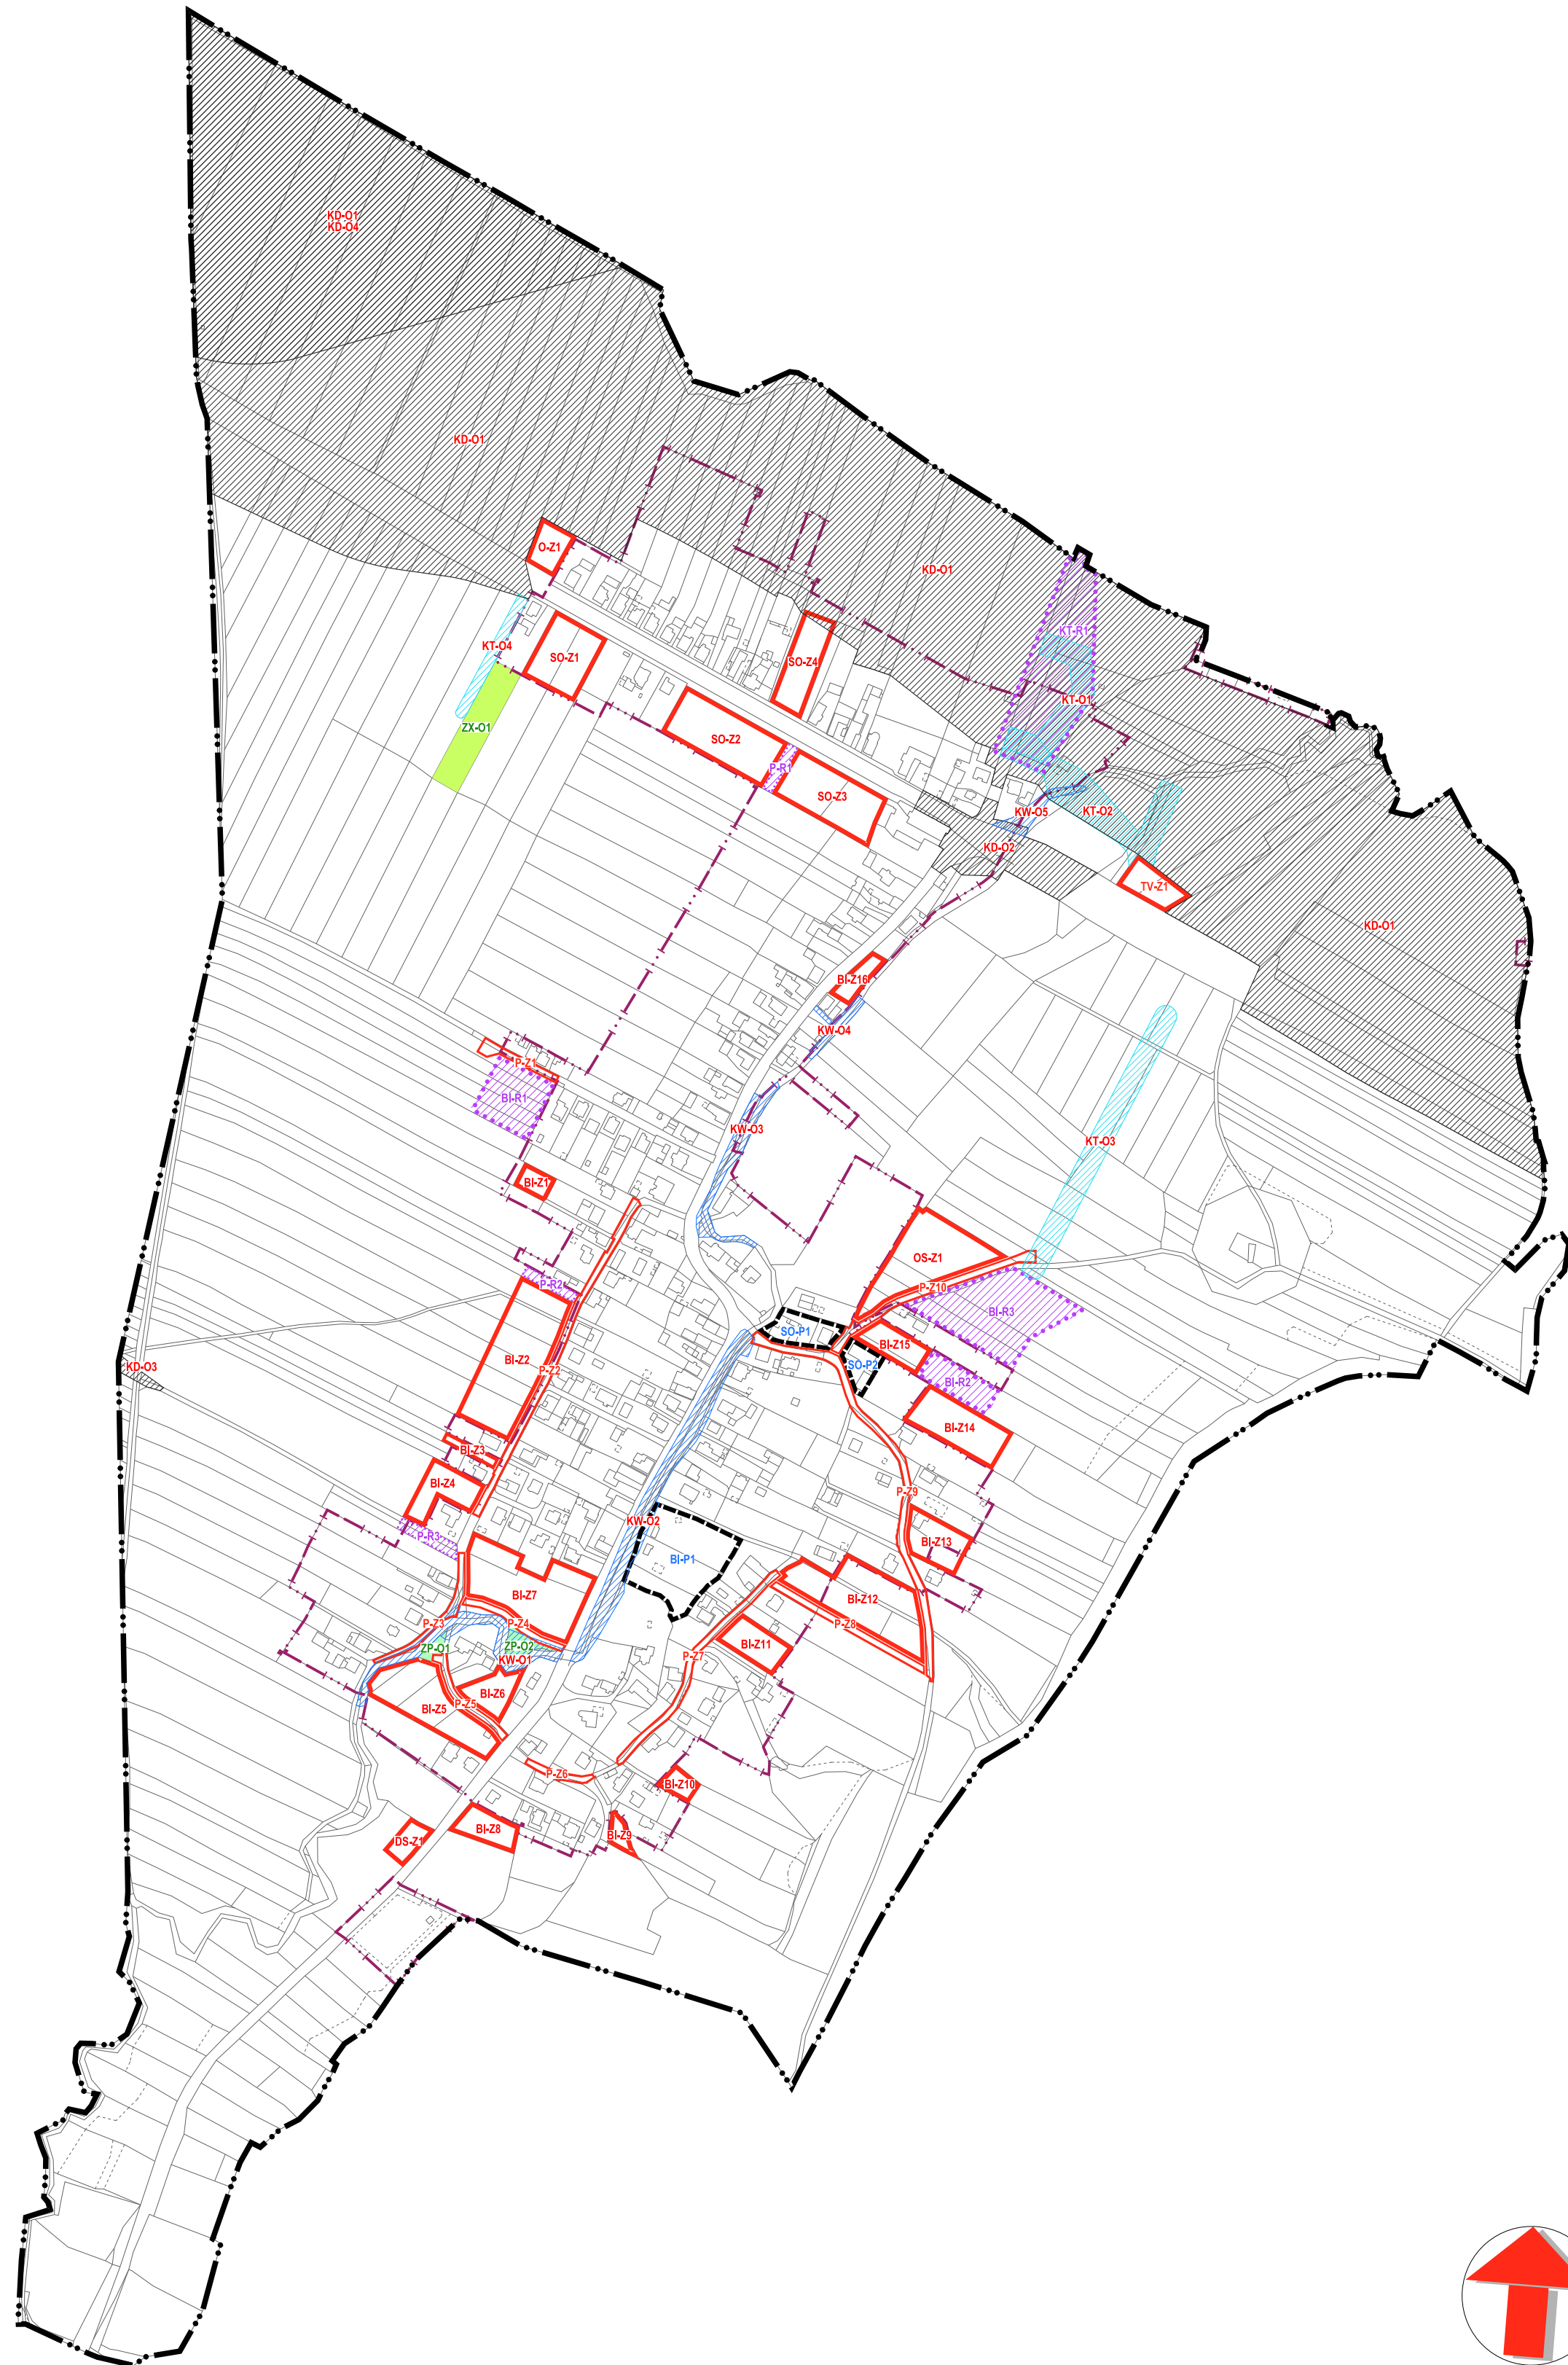 KD-O1
KD-O4
KD-O1
O-Z1
KD-O1
KT-R1
KT-O4
SO-Z1
SO-Z4
KT-O1
ZX-O1
SO-Z2
P-R1
SO-Z3
KW-O5
KT-O2
KD-O2
TV-Z1
KD-O1
BI-Z16
KW-O4
P-Z1
BI-R1
KW-O3
KT-O3
BI-Z1
OS-Z1
P-R2
P-Z10
BI-R3
SO-P1
BI-Z15
BI-Z2
KD-O3
P-Z2
SO-P2
BI-R2
BI-Z14
BI-Z3
BI-Z4
P-Z9
KW-O2
P-R3
BI-Z13
BI-P1
BI-Z7
BI-Z12
P-Z3
P-Z4
P-Z8
ZP-O1
ZP-O2
BI-Z11
KW-O1
P-Z7
BI-Z6
P-Z5
BI-Z5
P-Z6
BI-Z10
BI-Z8
BI-Z9
DS-Z1